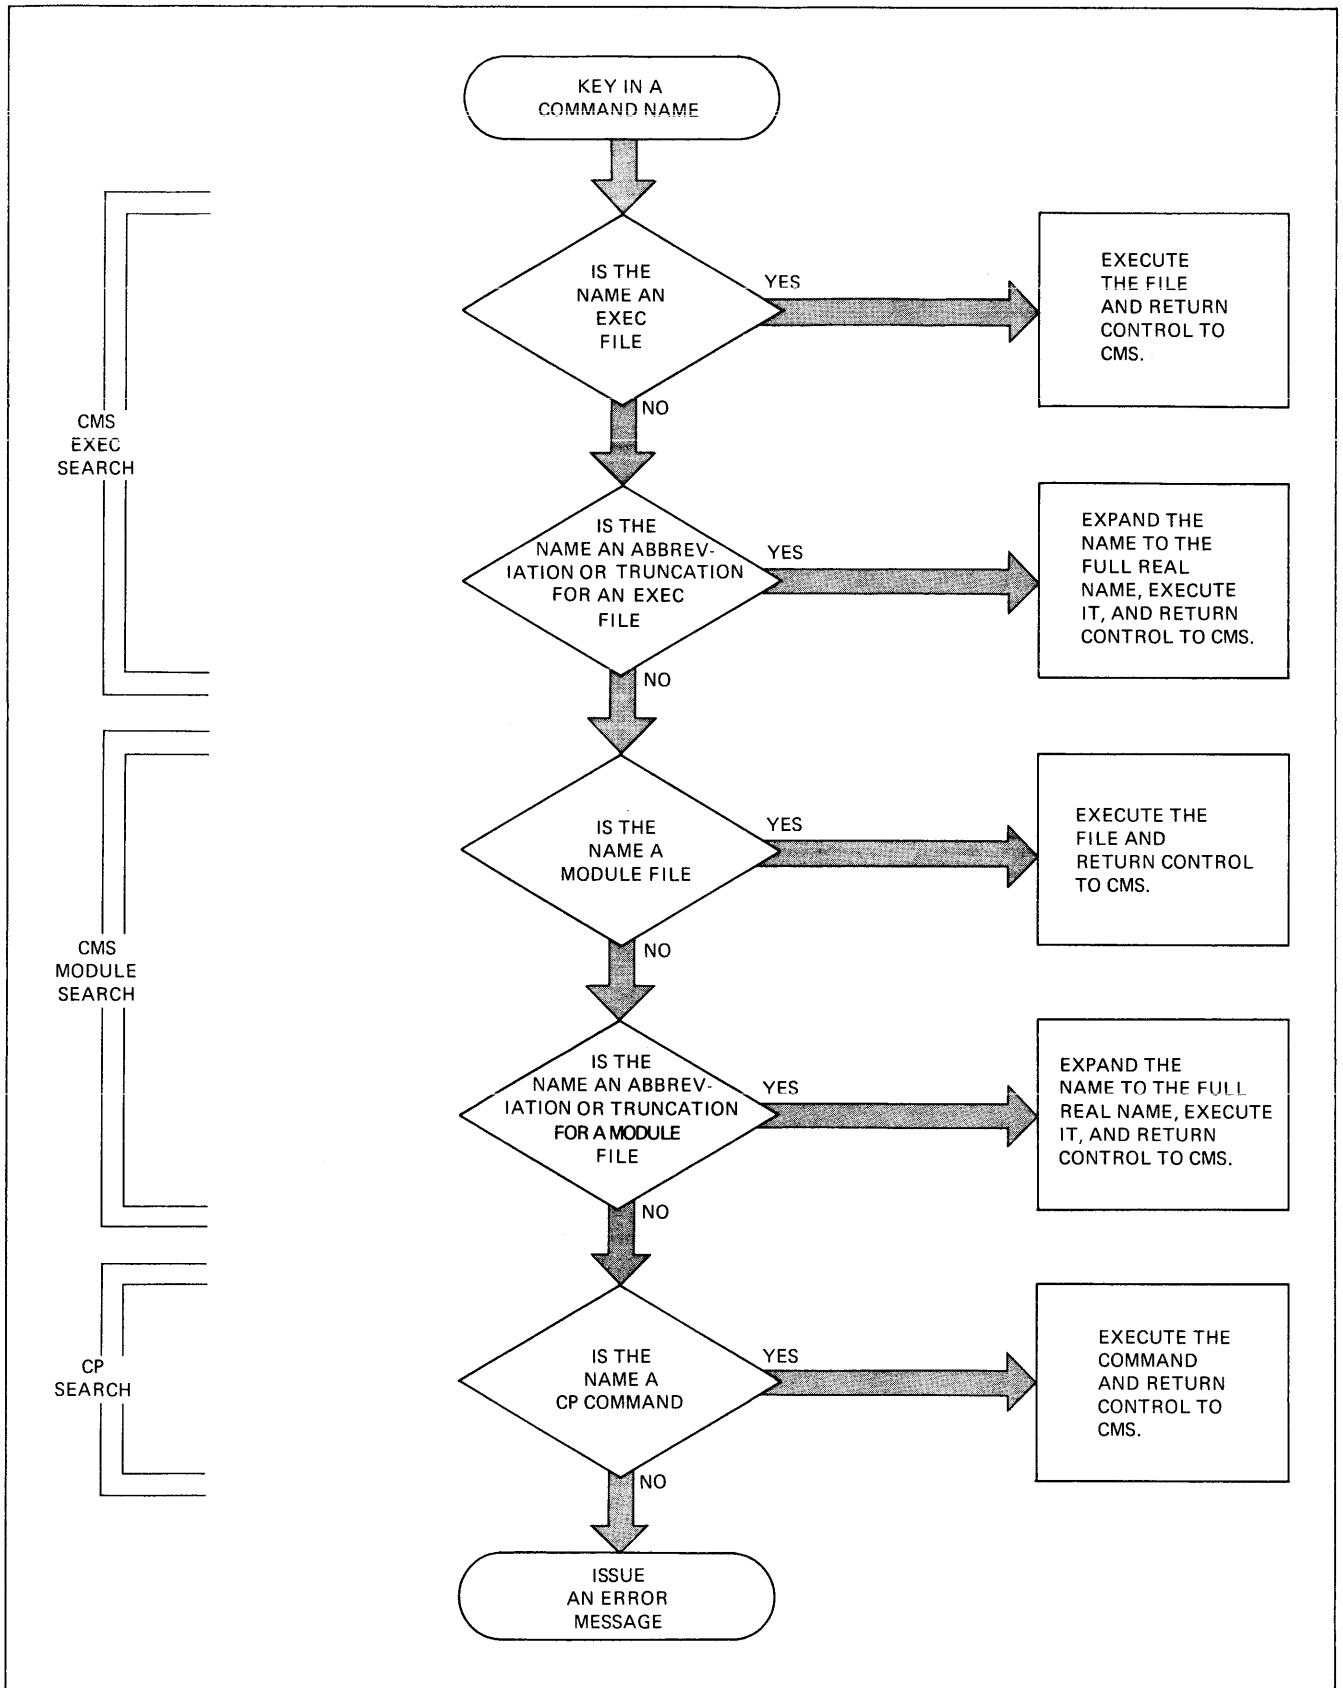 KEY IN A
COMMAND NAME
IS THE
NAME AN
EXEC
FILE
YES
EXECUTE
THE FILE
AND RETURN
CONTROL TO
CMS.
NO
CMS
EXEC
SEARCH
IS THE
NAME AN ABBREV-
IATION OR TRUNCATION
FOR AN EXEC
FILE
YES
EXPAND THE
NAME TO THE
FULL REAL
NAME, EXECUTE
IT, AND RETURN
CONTROL TO CMS.
NO
IS THE
NAME A
MODULE FILE
YES
EXECUTE THE
FILE AND
RETURN CONTROL
TO CMS.
NO
CMS
MODULE
SEARCH
IS THE
NAME AN ABBREV-
IATION OR TRUNCATION
FOR A MODULE
FILE
YES
EXPAND THE
NAME TO THE FULL
REAL NAME, EXECUTE
IT, AND RETURN
CONTROL TO CMS.
NO
CP
SEARCH
IS THE
NAME A
CP COMMAND
YES
EXECUTE THE
COMMAND
AND RETURN
CONTROL TO
CMS.
NO
ISSUE
AN ERROR
MESSAGE